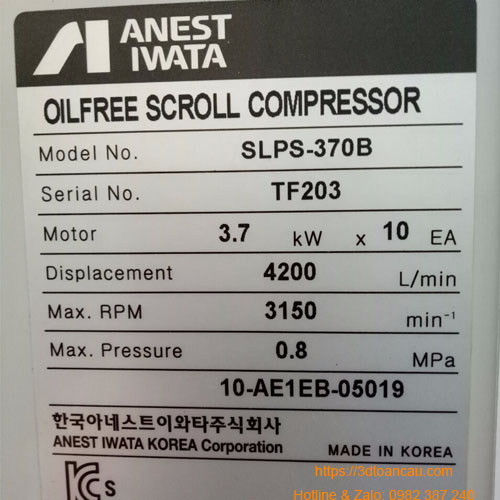 ANEST
IWATA
OILFREE SCROLL COMPRESSOR
Model No. SLPS-370B
Serial No. TF203
Motor 3.7 kW x 10 EA
Displacement 4200 L/min
Max. RPM 3150 min⁻¹
Max. Pressure 0.8 MPa
10-AE1EB-05019
한국아네스트이와타주식회사
ANEST IWATA KOREA Corporation MADE IN KOREA
https://3dtoancau.com/
KC s
Hotline & Zalo: 0982 387 240